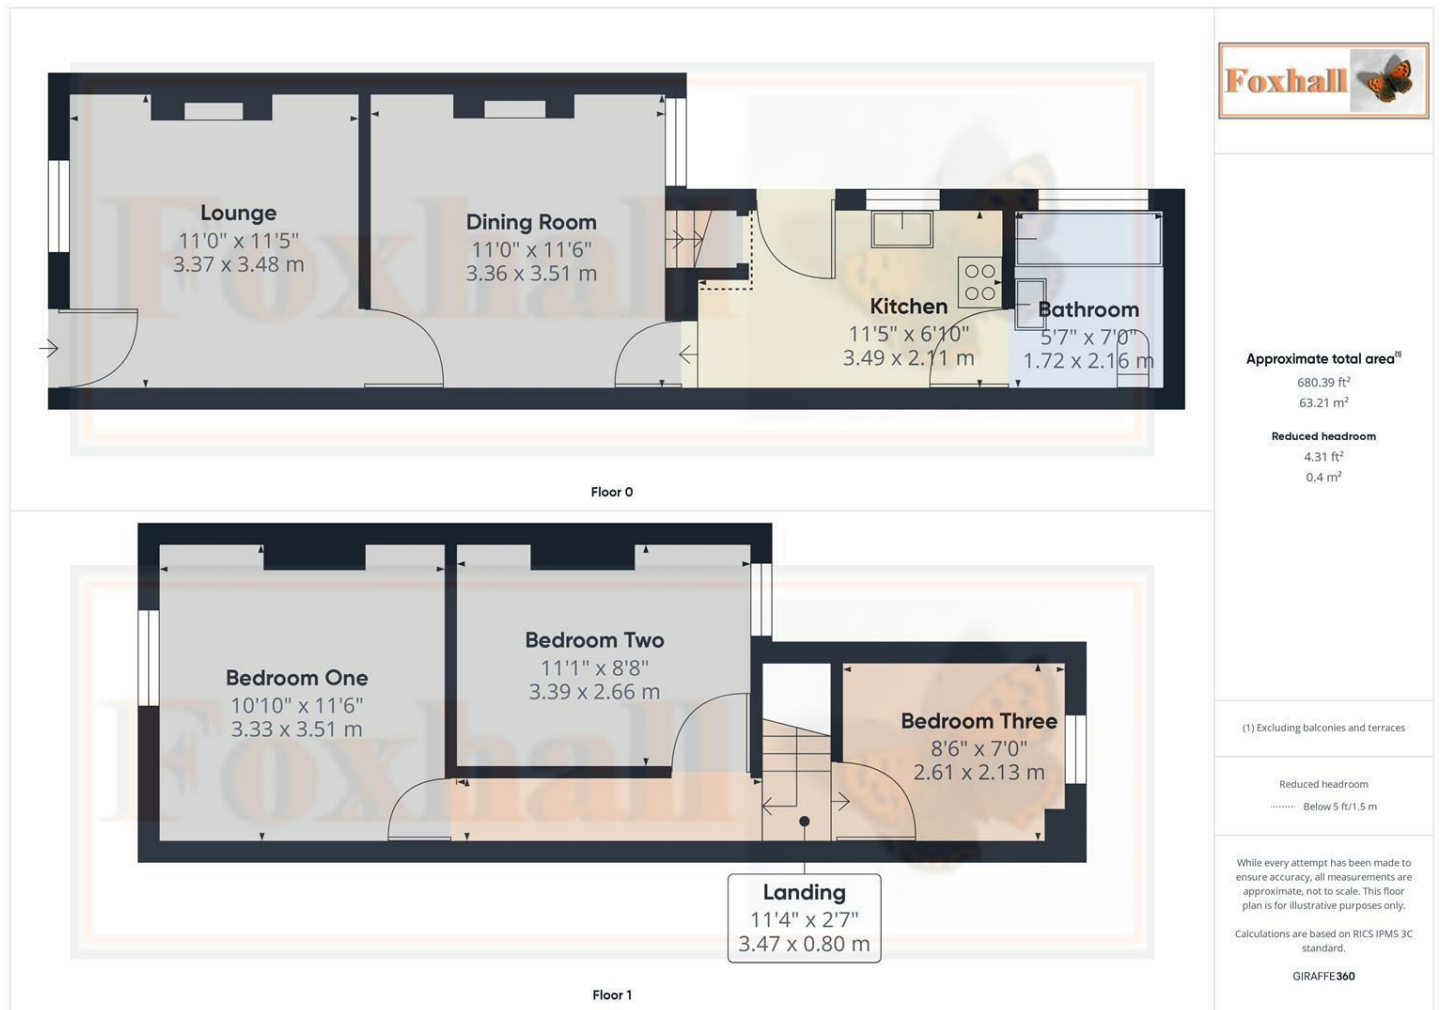 Foxhall
Lounge
11'0" x 11'5"
3.37 x 3.48 m
Dining Room
11'0" x 11'6"
3.36 x 3.51 m
Kitchen
11'5" x 6'10"
3.49 x 2.11 m
Bathroom
5'7" x 7'0"
1.72 x 2.16 m
Foxhall
Floor 0
Bedroom One
10'10" x 11'6"
3.33 x 3.51 m
Bedroom Two
11'1" x 8'8"
3.39 x 2.66 m
Bedroom Three
8'6" x 7'0"
2.61 x 2.13 m
Foxhall
Landing
11'4" x 2'7"
3.47 x 0.80 m
Floor 1
Approximate total area(1)
680.39 ft²
63.21 m²
Reduced headroom
4.31 ft²
0.4 m²
(1) Excluding balconies and terraces
Reduced headroom
Below 5 ft/1.5 m
While every attempt has been made to
ensure accuracy, all measurements are
approximate, not to scale. This floor
plan is for illustrative purposes only.
Calculations are based on RICS IPMS 3C
standard.
GIRAFFE360